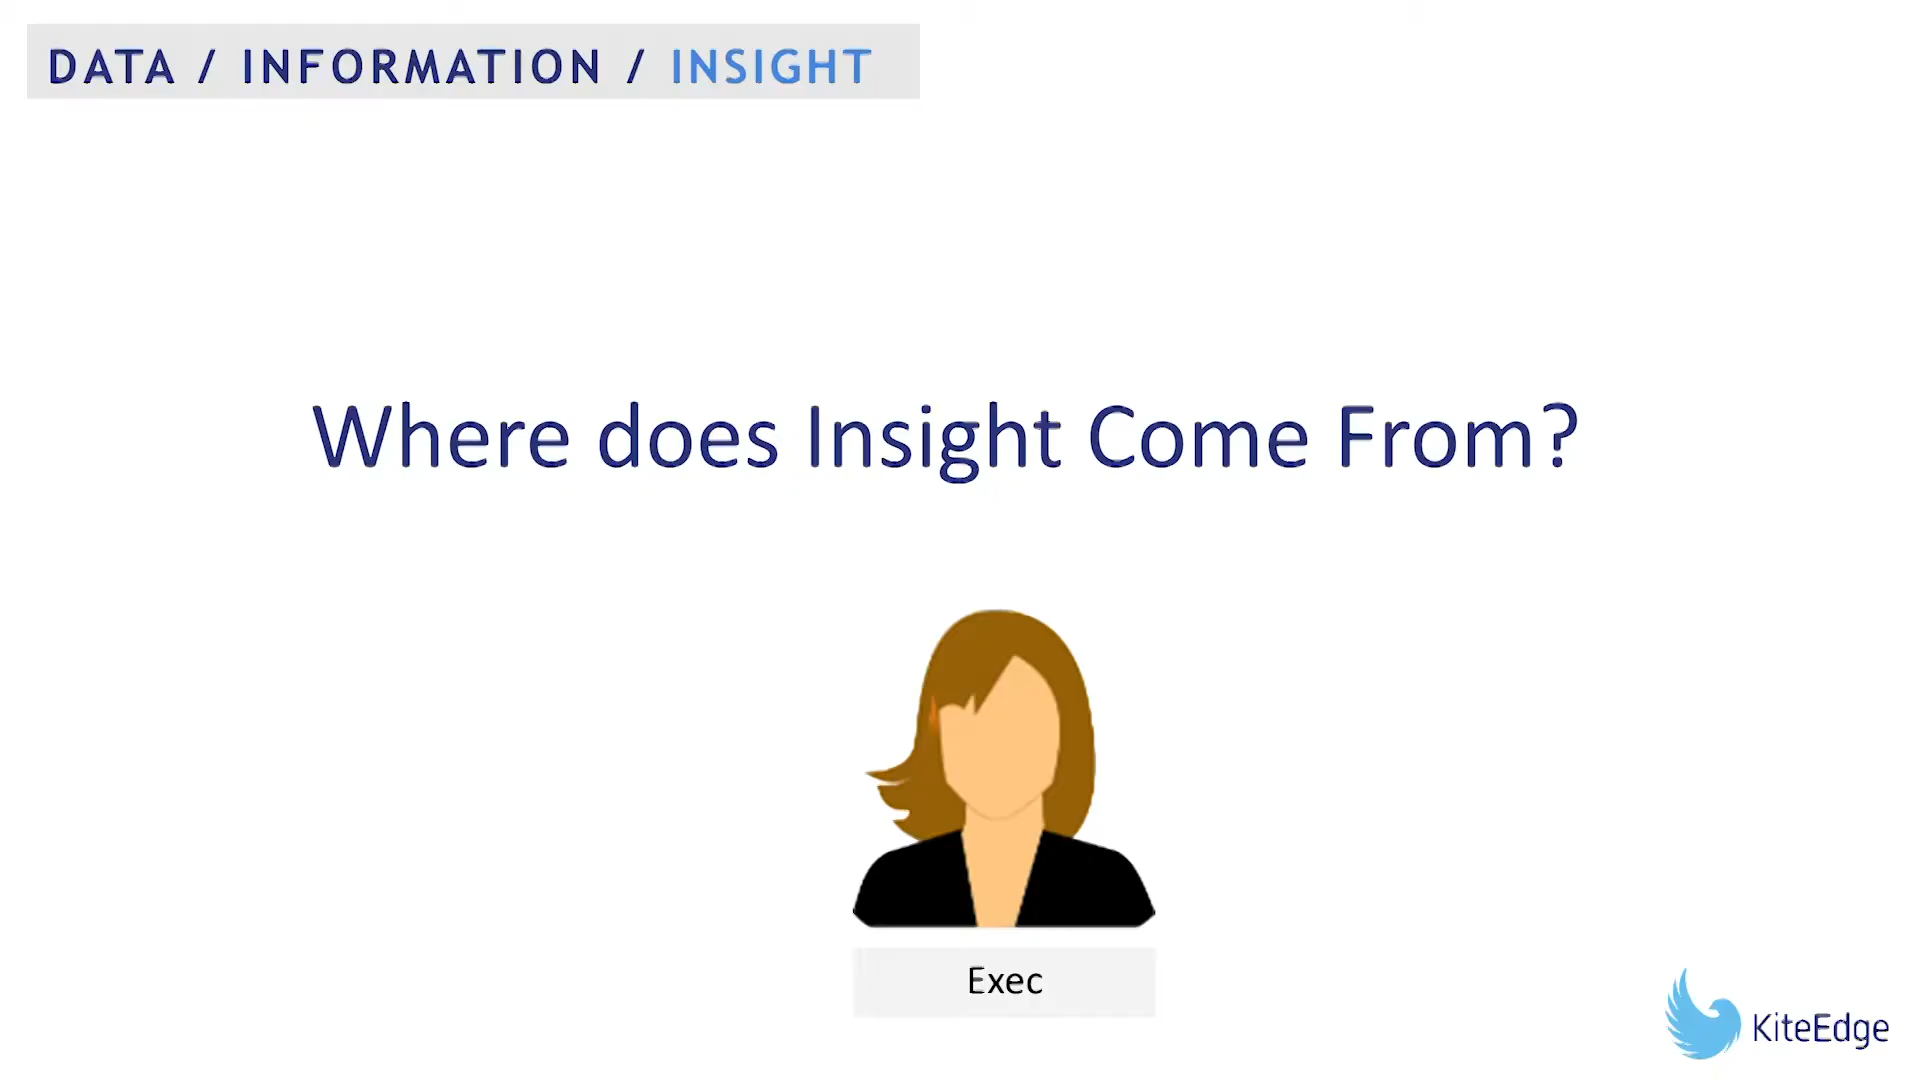 DATA / INFORMATION / INSIGHT
Where does Insight Come From?
Exec
KiteEdge